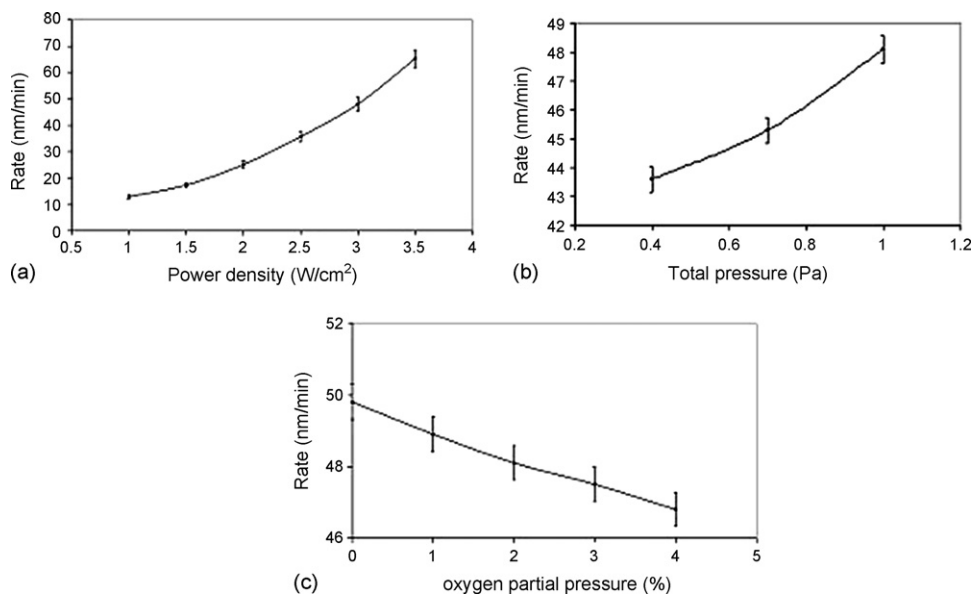 80
70
60
50
40
30
20
10
0
Rate (nm/min)
0.5 1 1.5 2 2.5 3 3.5 4
(a) Power density (W/cm²)
49
48
47
46
45
44
43
42
Rate (nm/min)
0.2 0.4 0.6 0.8 1 1.2
(b) Total pressure (Pa)
52
50
48
46
Rate (nm/min)
0 1 2 3 4 5
(c) oxygen partial pressure (%)